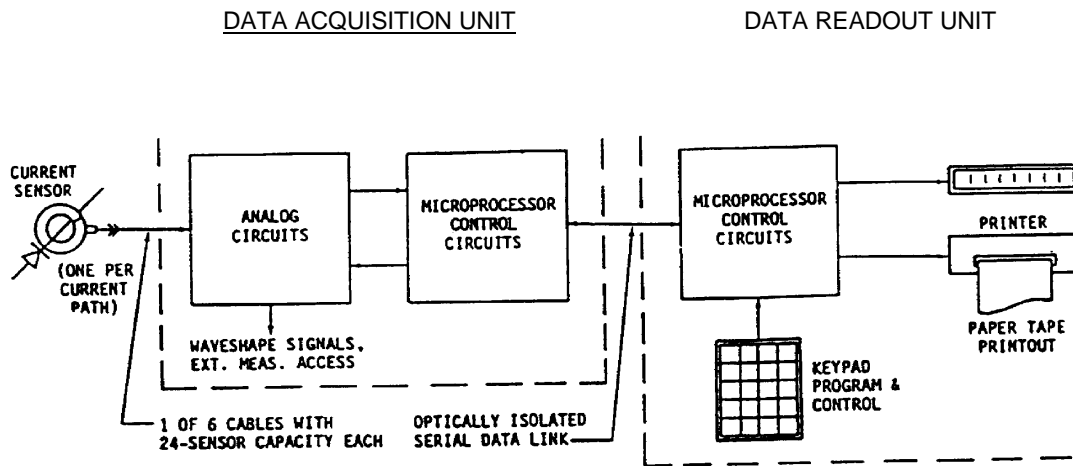 DATA ACQUISITION UNIT
DATA READOUT UNIT
CURRENT
SENSOR
(ONE PER
CURRENT
PATH)
ANALOG
CIRCUITS
MICROPROCESSOR
CONTROL
CIRCUITS
MICROPROCESSOR
CONTROL
CIRCUITS
PRINTER
PAPER TAPE
PRINTOUT
WAVESHAPE SIGNALS,
EXT. MEAS. ACCESS
KEYPAD
PROGRAM &
CONTROL
1 OF 6 CABLES WITH
24-SENSOR CAPACITY EACH
OPTICALLY ISOLATED
SERIAL DATA LINK